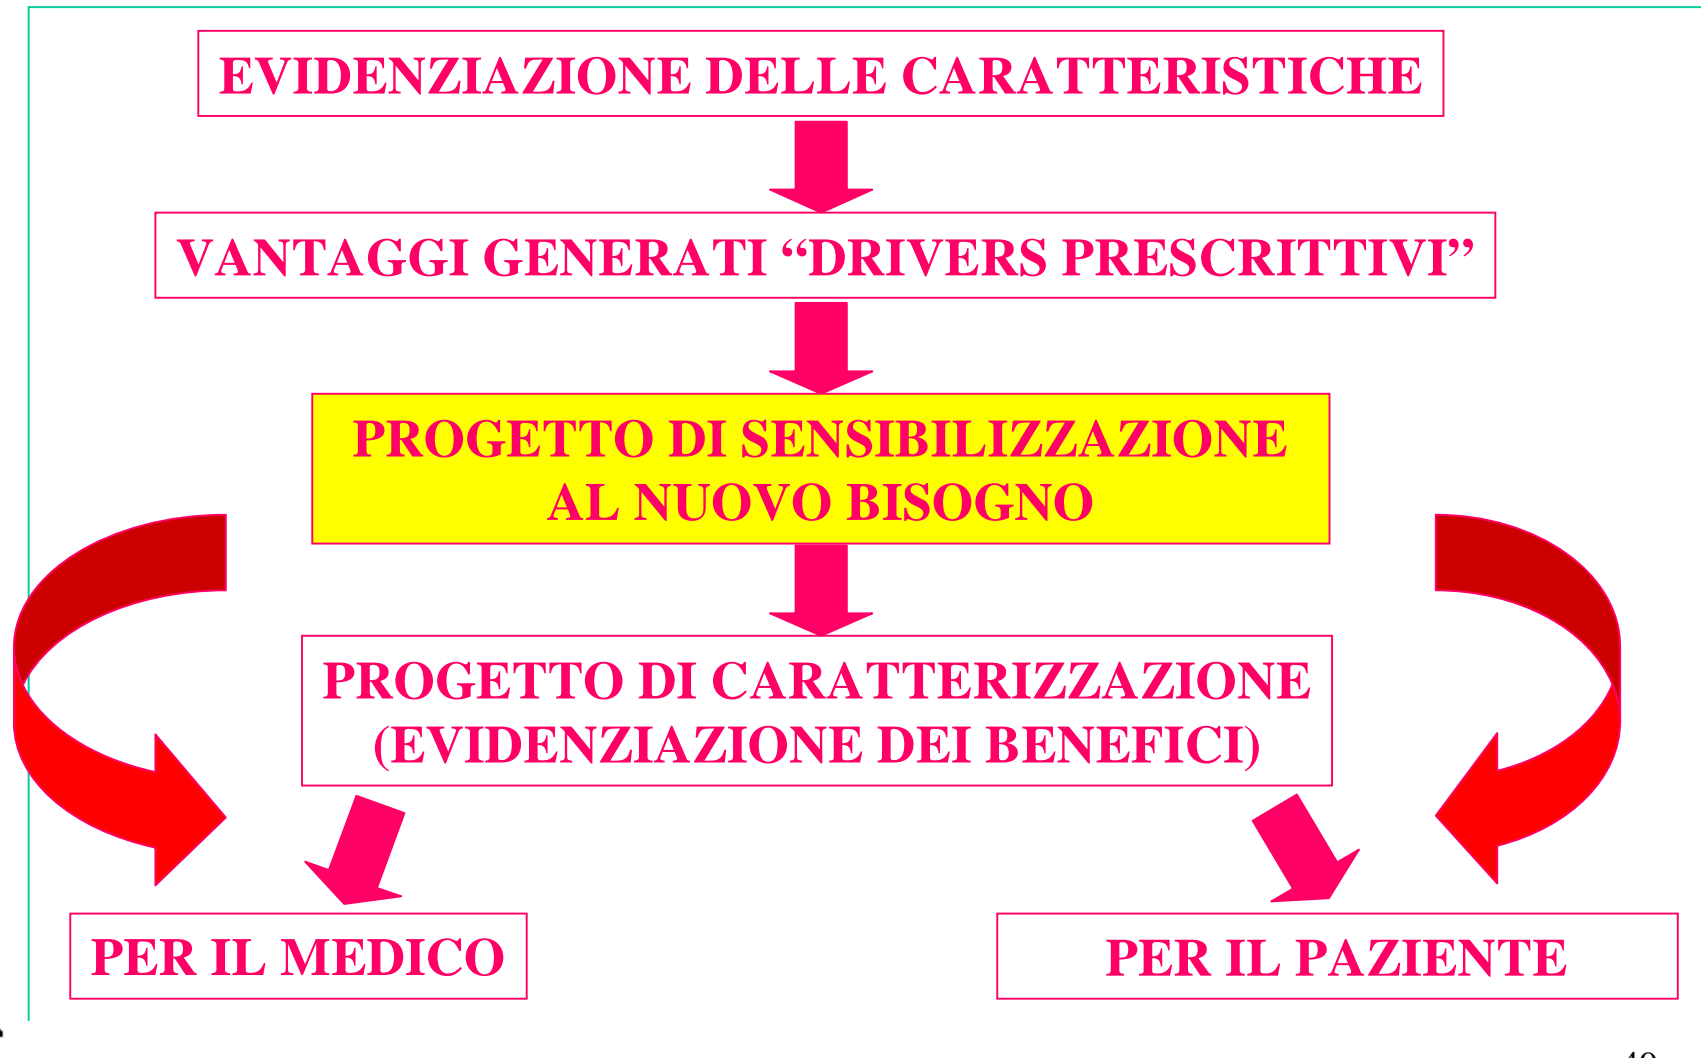 EVIDENZIAZIONE DELLE CARATTERISTICHE
VANTAGGI GENERATI “DRIVERS PRESCRITTIVI”
PROGETTO DI SENSIBILIZZAZIONE
AL NUOVO BISOGNO
PROGETTO DI CARATTERIZZAZIONE
(EVIDENZIAZIONE DEI BENEFICI)
PER IL MEDICO
PER IL PAZIENTE